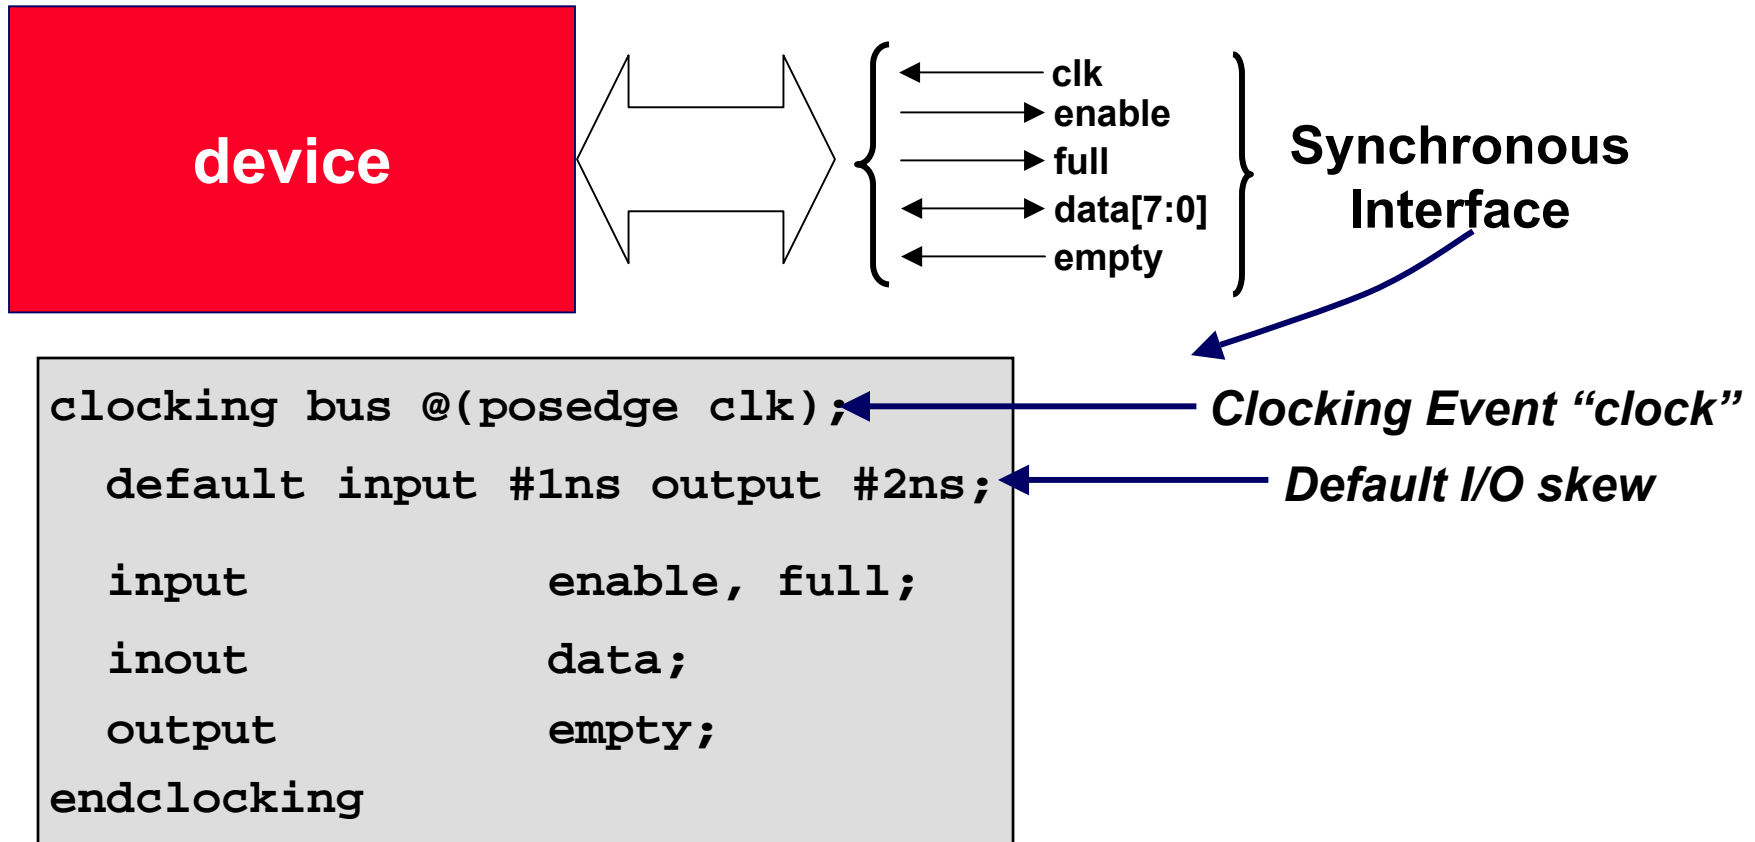 device
clk
enable
full
data[7:0]
empty
Synchronous
Interface
clocking bus @(posedge clk);
Clocking Event “clock”
default input #1ns output #2ns;
Default I/O skew
input enable, full;
inout data;
output empty;
endclocking